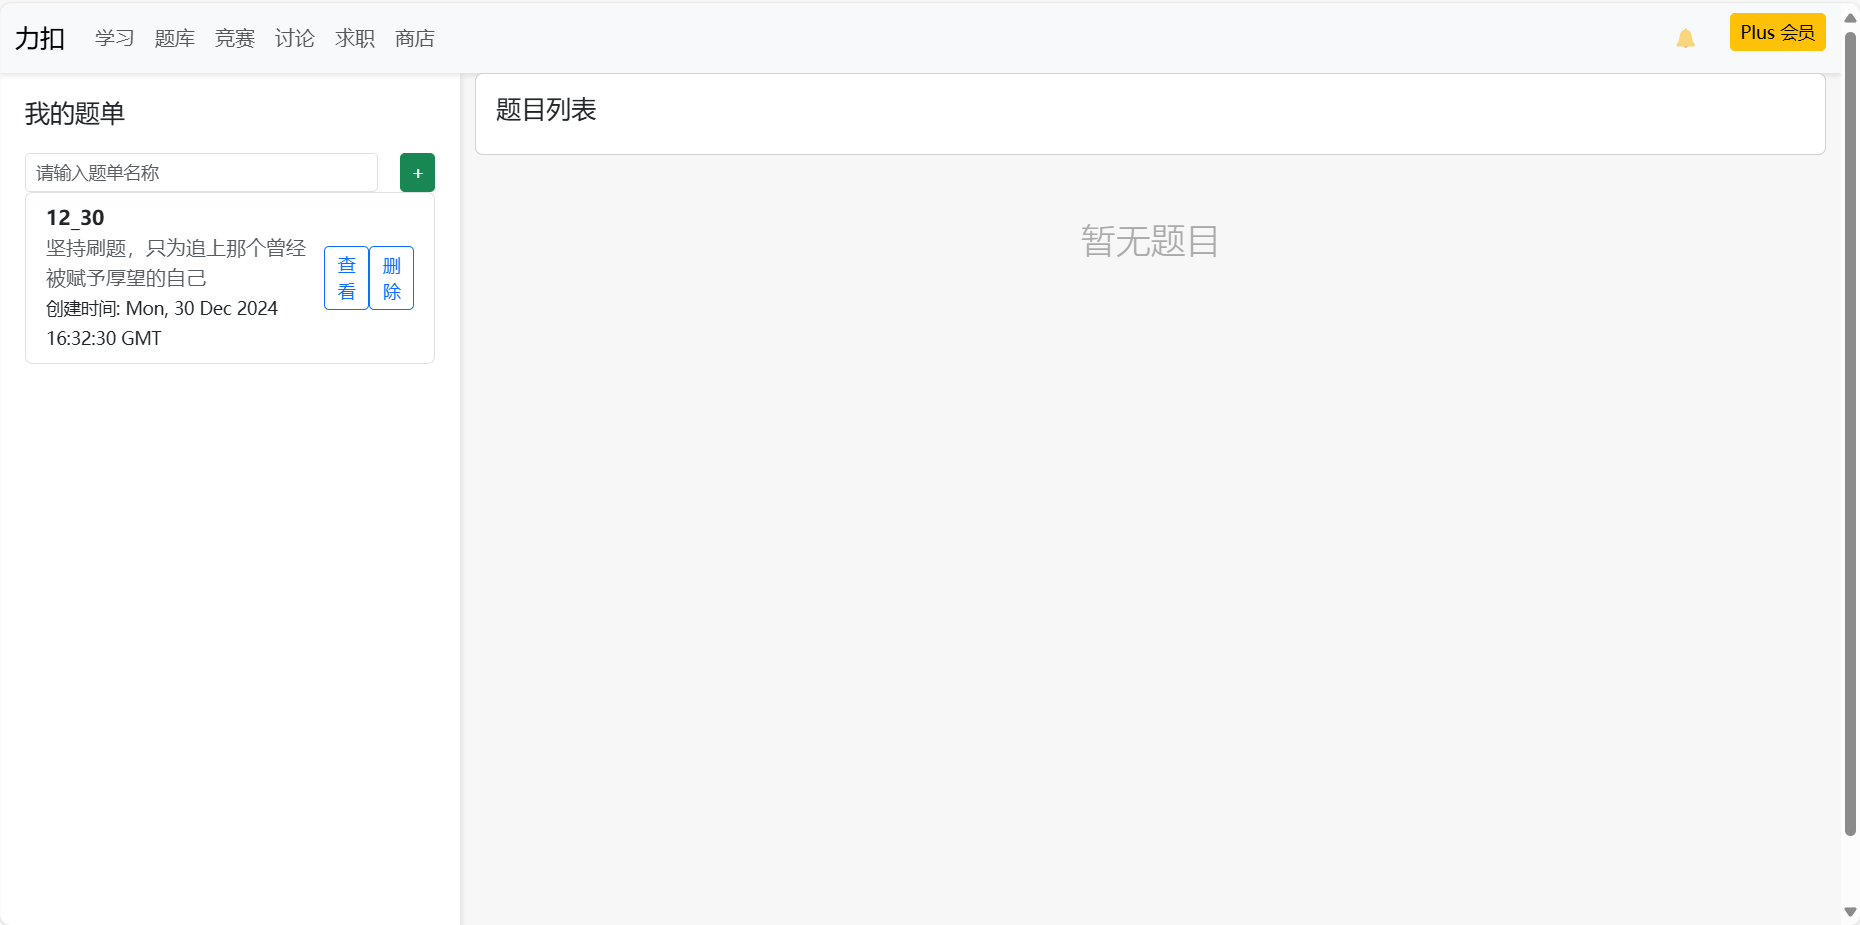 力扣 学习 题库 竞赛 讨论 求职 商店 Plus 会员
我的题单
请输入题单名称 +
12_30
坚持刷题，只为追上那个曾经
被赋予厚望的自己
创建时间: Mon, 30 Dec 2024
16:32:30 GMT
查看
删除
题目列表
暂无题目